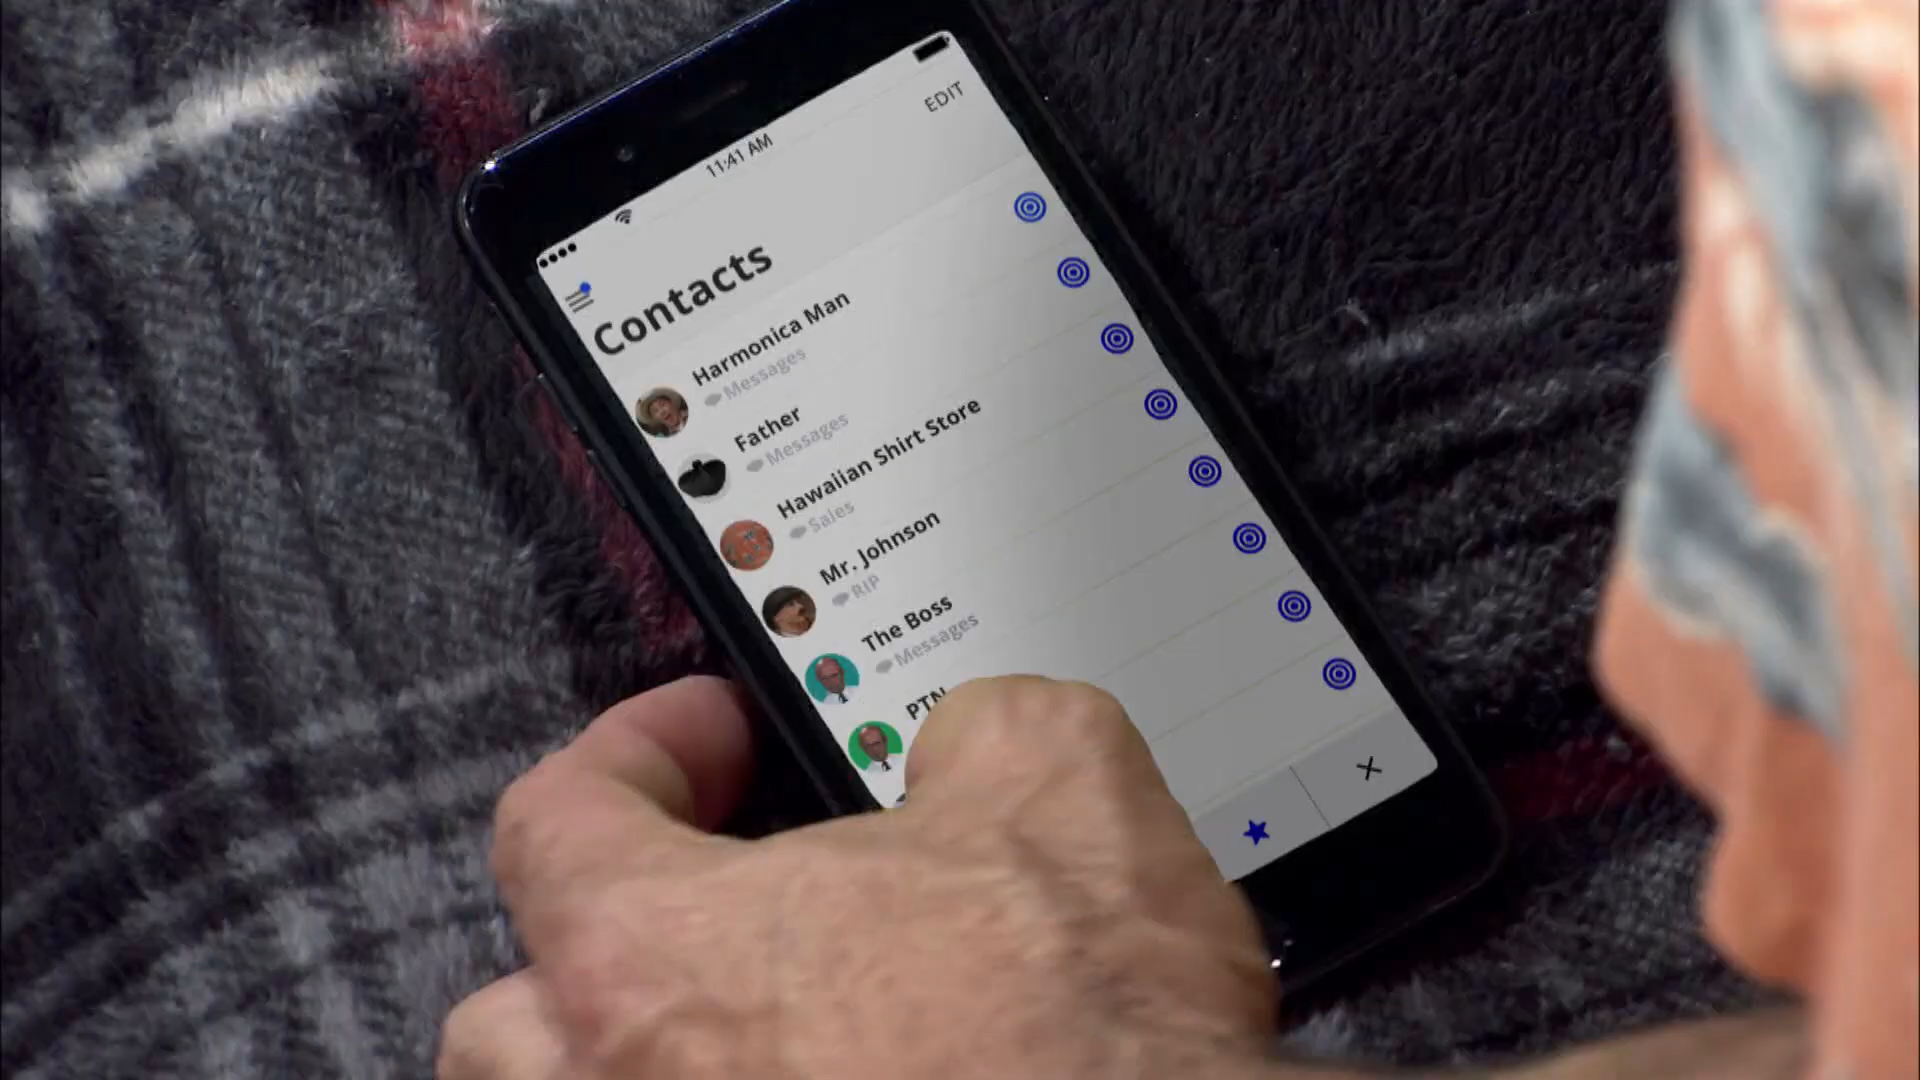 11:41 AM
EDIT
Contacts
Harmonica Man
Messages
Father
Messages
Hawaiian Shirt Store
Sales
Mr. Johnson
RIP
The Boss
Messages
PTN